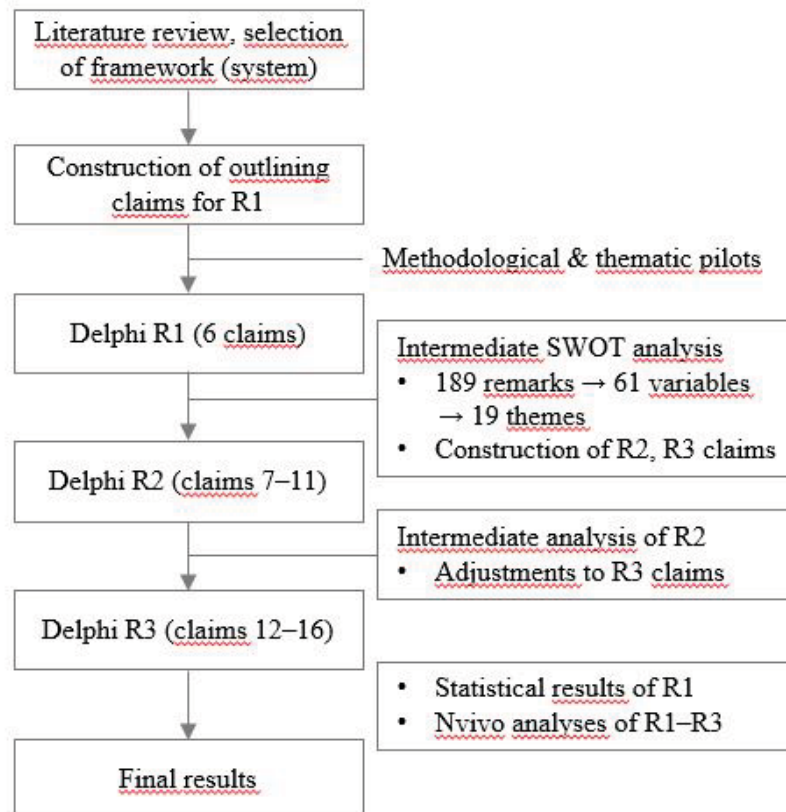 Literature review, selection
of framework (system)
Construction of outlining
claims for R1
Methodological & thematic pilots
Delphi R1 (6 claims)
Intermediate SWOT analysis
• 189 remarks → 61 variables
→ 19 themes
• Construction of R2, R3 claims
Delphi R2 (claims 7–11)
Intermediate analysis of R2
• Adjustments to R3 claims
Delphi R3 (claims 12–16)
• Statistical results of R1
• Nvivo analyses of R1–R3
Final results